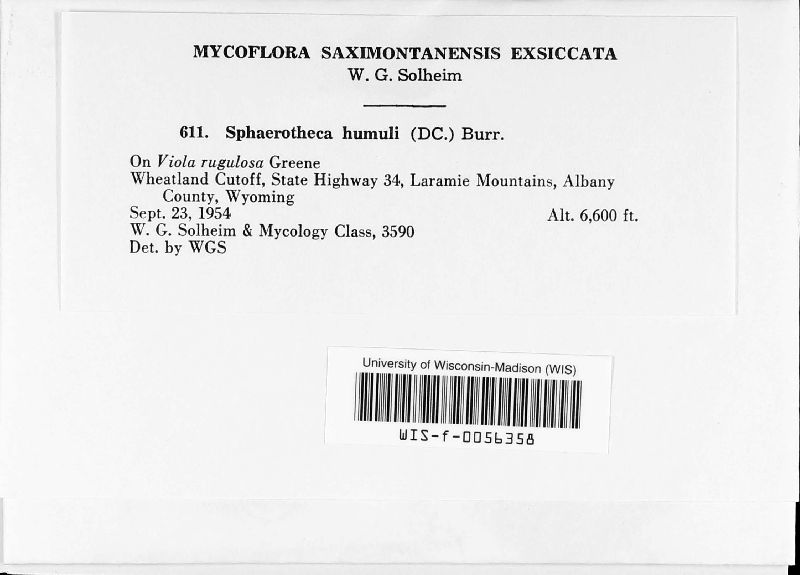 MYCOFLORA SAXIMONTANENSIS EXSICCATA
W. G. Solheim
611. Sphaerotheca humuli (DC.) Burr.
On Viola rugulosa Greene
Wheatland Cutoff, State Highway 34, Laramie Mountains, Albany
County, Wyoming
Sept. 23, 1954 Alt. 6,600 ft.
W. G. Solheim & Mycology Class, 3590
Det. by WGS
University of Wisconsin-Madison (WIS)
WIS-f-0056358